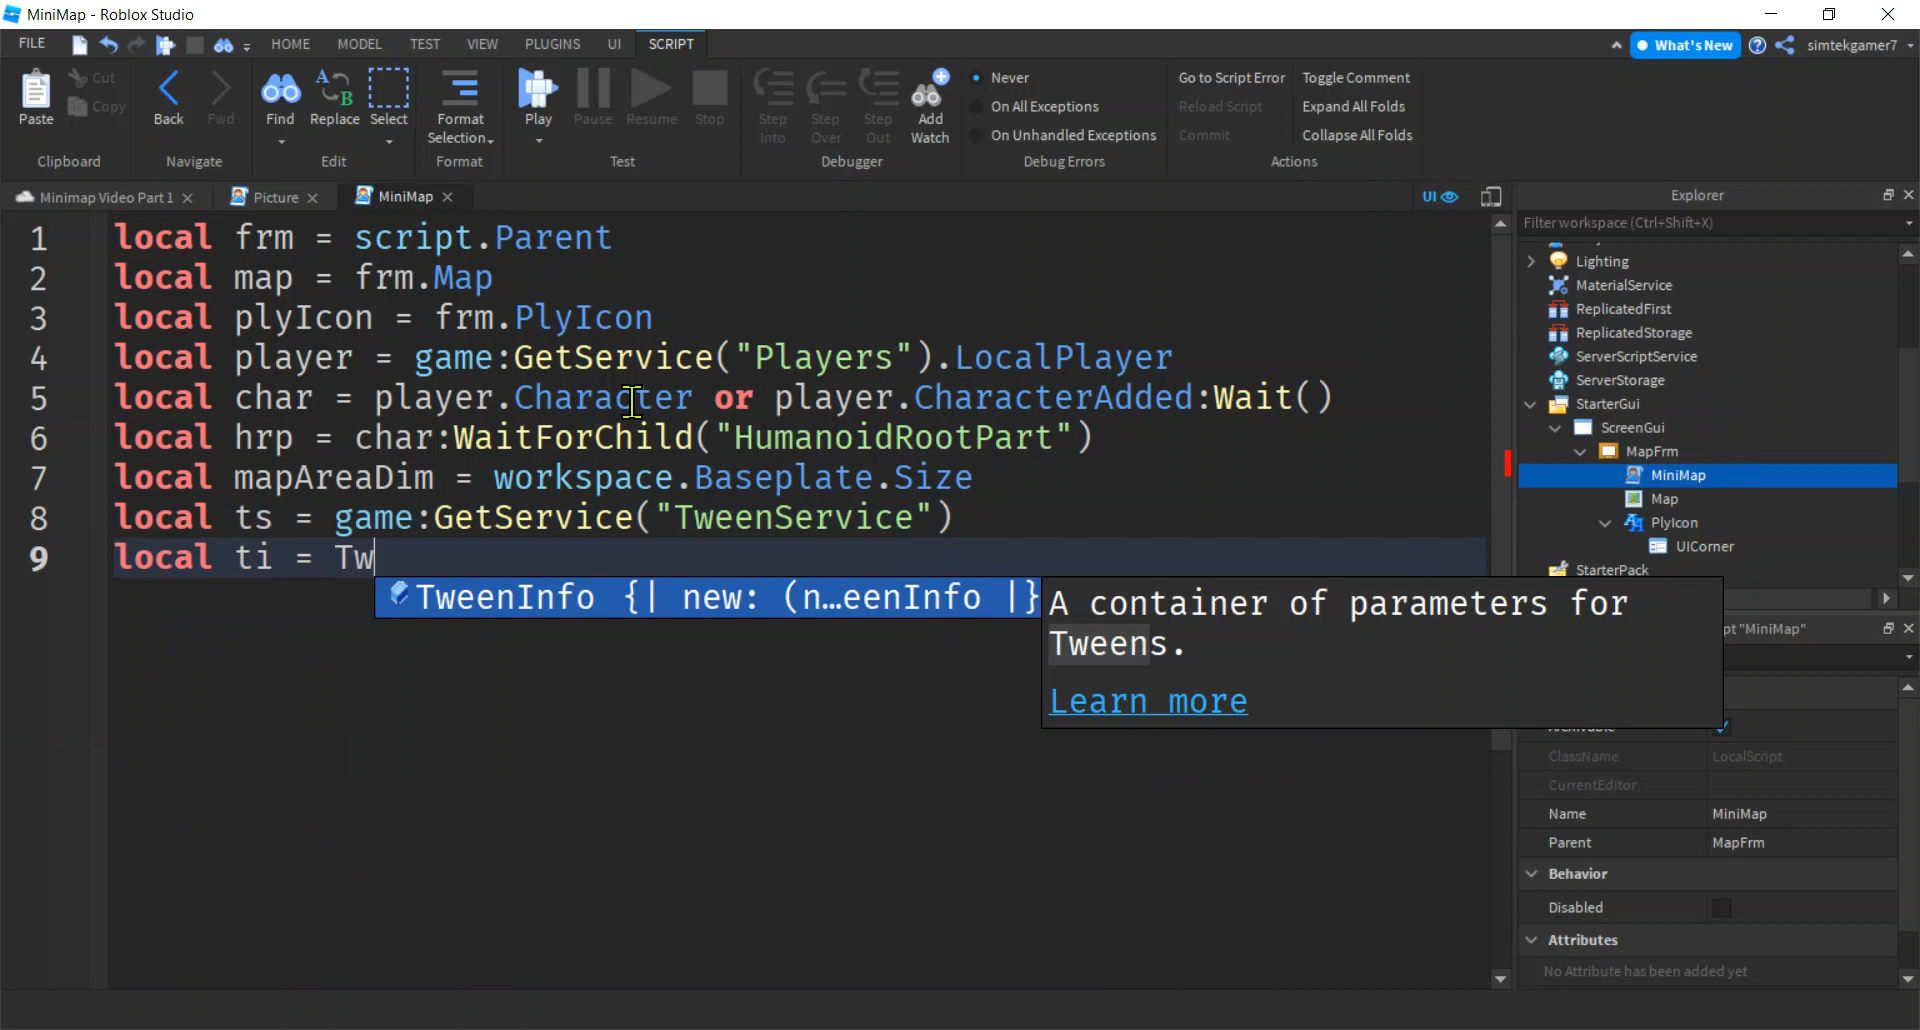 MiniMap - Roblox Studio
FILE HOME MODEL TEST VIEW PLUGINS UI SCRIPT What's New simtekgamer7
Paste Cut Copy Clipboard
Back Fwd Navigate
Find Replace Select Edit
Format Selection Format
Play Pause Resume Stop Test
Step Into Step Over Step Out Add Watch Debugger
Never
On All Exceptions
On Unhandled Exceptions
Debug Errors
Go to Script Error Toggle Comment
Reload Script Expand All Folds
Commit Collapse All Folds
Actions
Minimap Video Part 1 Picture MiniMap UI
1 local frm = script.Parent
2 local map = frm.Map
3 local plyIcon = frm.PlyIcon
4 local player = game:GetService("Players").LocalPlayer
5 local char = player.Character or player.CharacterAdded:Wait()
6 local hrp = char:WaitForChild("HumanoidRootPart")
7 local mapAreaDim = workspace.Baseplate.Size
8 local ts = game:GetService("TweenService")
9 local ti = Tw
TweenInfo {| new: (n…eenInfo |}
A container of parameters for
Tweens.
Learn more
Explorer
Filter workspace (Ctrl+Shift+X)
Lighting
MaterialService
ReplicatedFirst
ReplicatedStorage
ServerScriptService
ServerStorage
StarterGui
ScreenGui
MapFrm
MiniMap
Map
PlyIcon
UICorner
StarterPack
pt "MiniMap"
ClassName LocalScript
CurrentEditor
Name MiniMap
Parent MapFrm
Behavior
Disabled
Attributes
No Attribute has been added yet